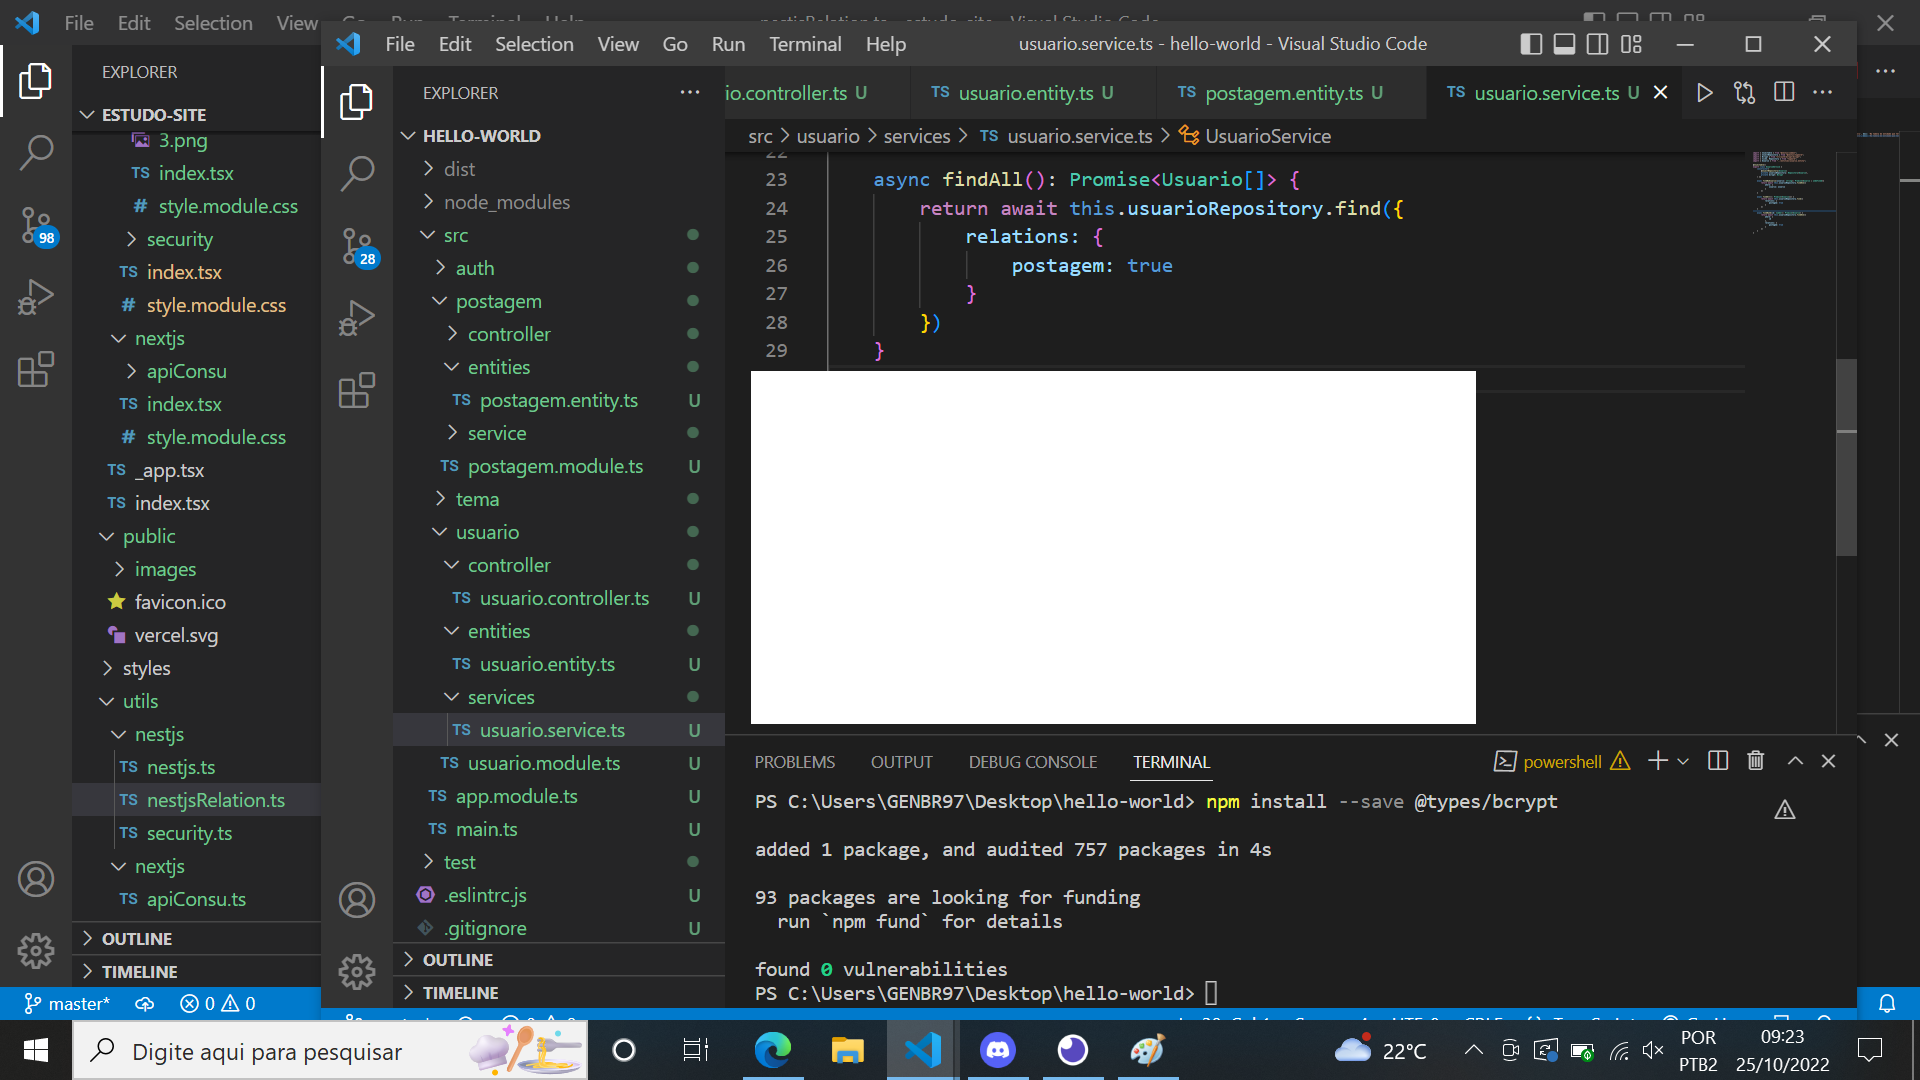 File Edit Selection View Go Run Terminal Help
nestjsRelation.ts - estudo-site - Visual Studio Code
EXPLORER
ESTUDO-SITE
3.png
TS index.tsx
# style.module.css
security
TS index.tsx
# style.module.css
nextjs
apiConsu
TS index.tsx
# style.module.css
TS _app.tsx
TS index.tsx
public
images
favicon.ico
vercel.svg
styles
utils
nestjs
TS nestjs.ts
TS nestjsRelation.ts
TS security.ts
nextjs
TS apiConsu.ts
OUTLINE
TIMELINE
98
master* 0 0
File Edit Selection View Go Run Terminal Help
usuario.service.ts - hello-world - Visual Studio Code
EXPLORER
HELLO-WORLD
dist
node_modules
src
auth
postagem
controller
entities
TS postagem.entity.ts U
service
TS postagem.module.ts U
tema
usuario
controller
TS usuario.controller.ts U
entities
TS usuario.entity.ts U
services
TS usuario.service.ts U
TS usuario.module.ts U
TS app.module.ts U
TS main.ts U
test
.eslintrc.js U
.gitignore U
OUTLINE
TIMELINE
28
io.controller.ts U TS usuario.entity.ts U TS postagem.entity.ts U TS usuario.service.ts U
src > usuario > services > TS usuario.service.ts > UsuarioService
22
23 async findAll(): Promise<Usuario[]> {
24 return await this.usuarioRepository.find({
25 relations: {
26 postagem: true
27 }
28 })
29 }
PROBLEMS OUTPUT DEBUG CONSOLE TERMINAL
powershell
PS C:\Users\GENBR97\Desktop\hello-world> npm install --save @types/bcrypt
added 1 package, and audited 757 packages in 4s
93 packages are looking for funding
run `npm fund` for details
found 0 vulnerabilities
PS C:\Users\GENBR97\Desktop\hello-world>
Digite aqui para pesquisar
22°C
POR
PTB2
09:23
25/10/2022